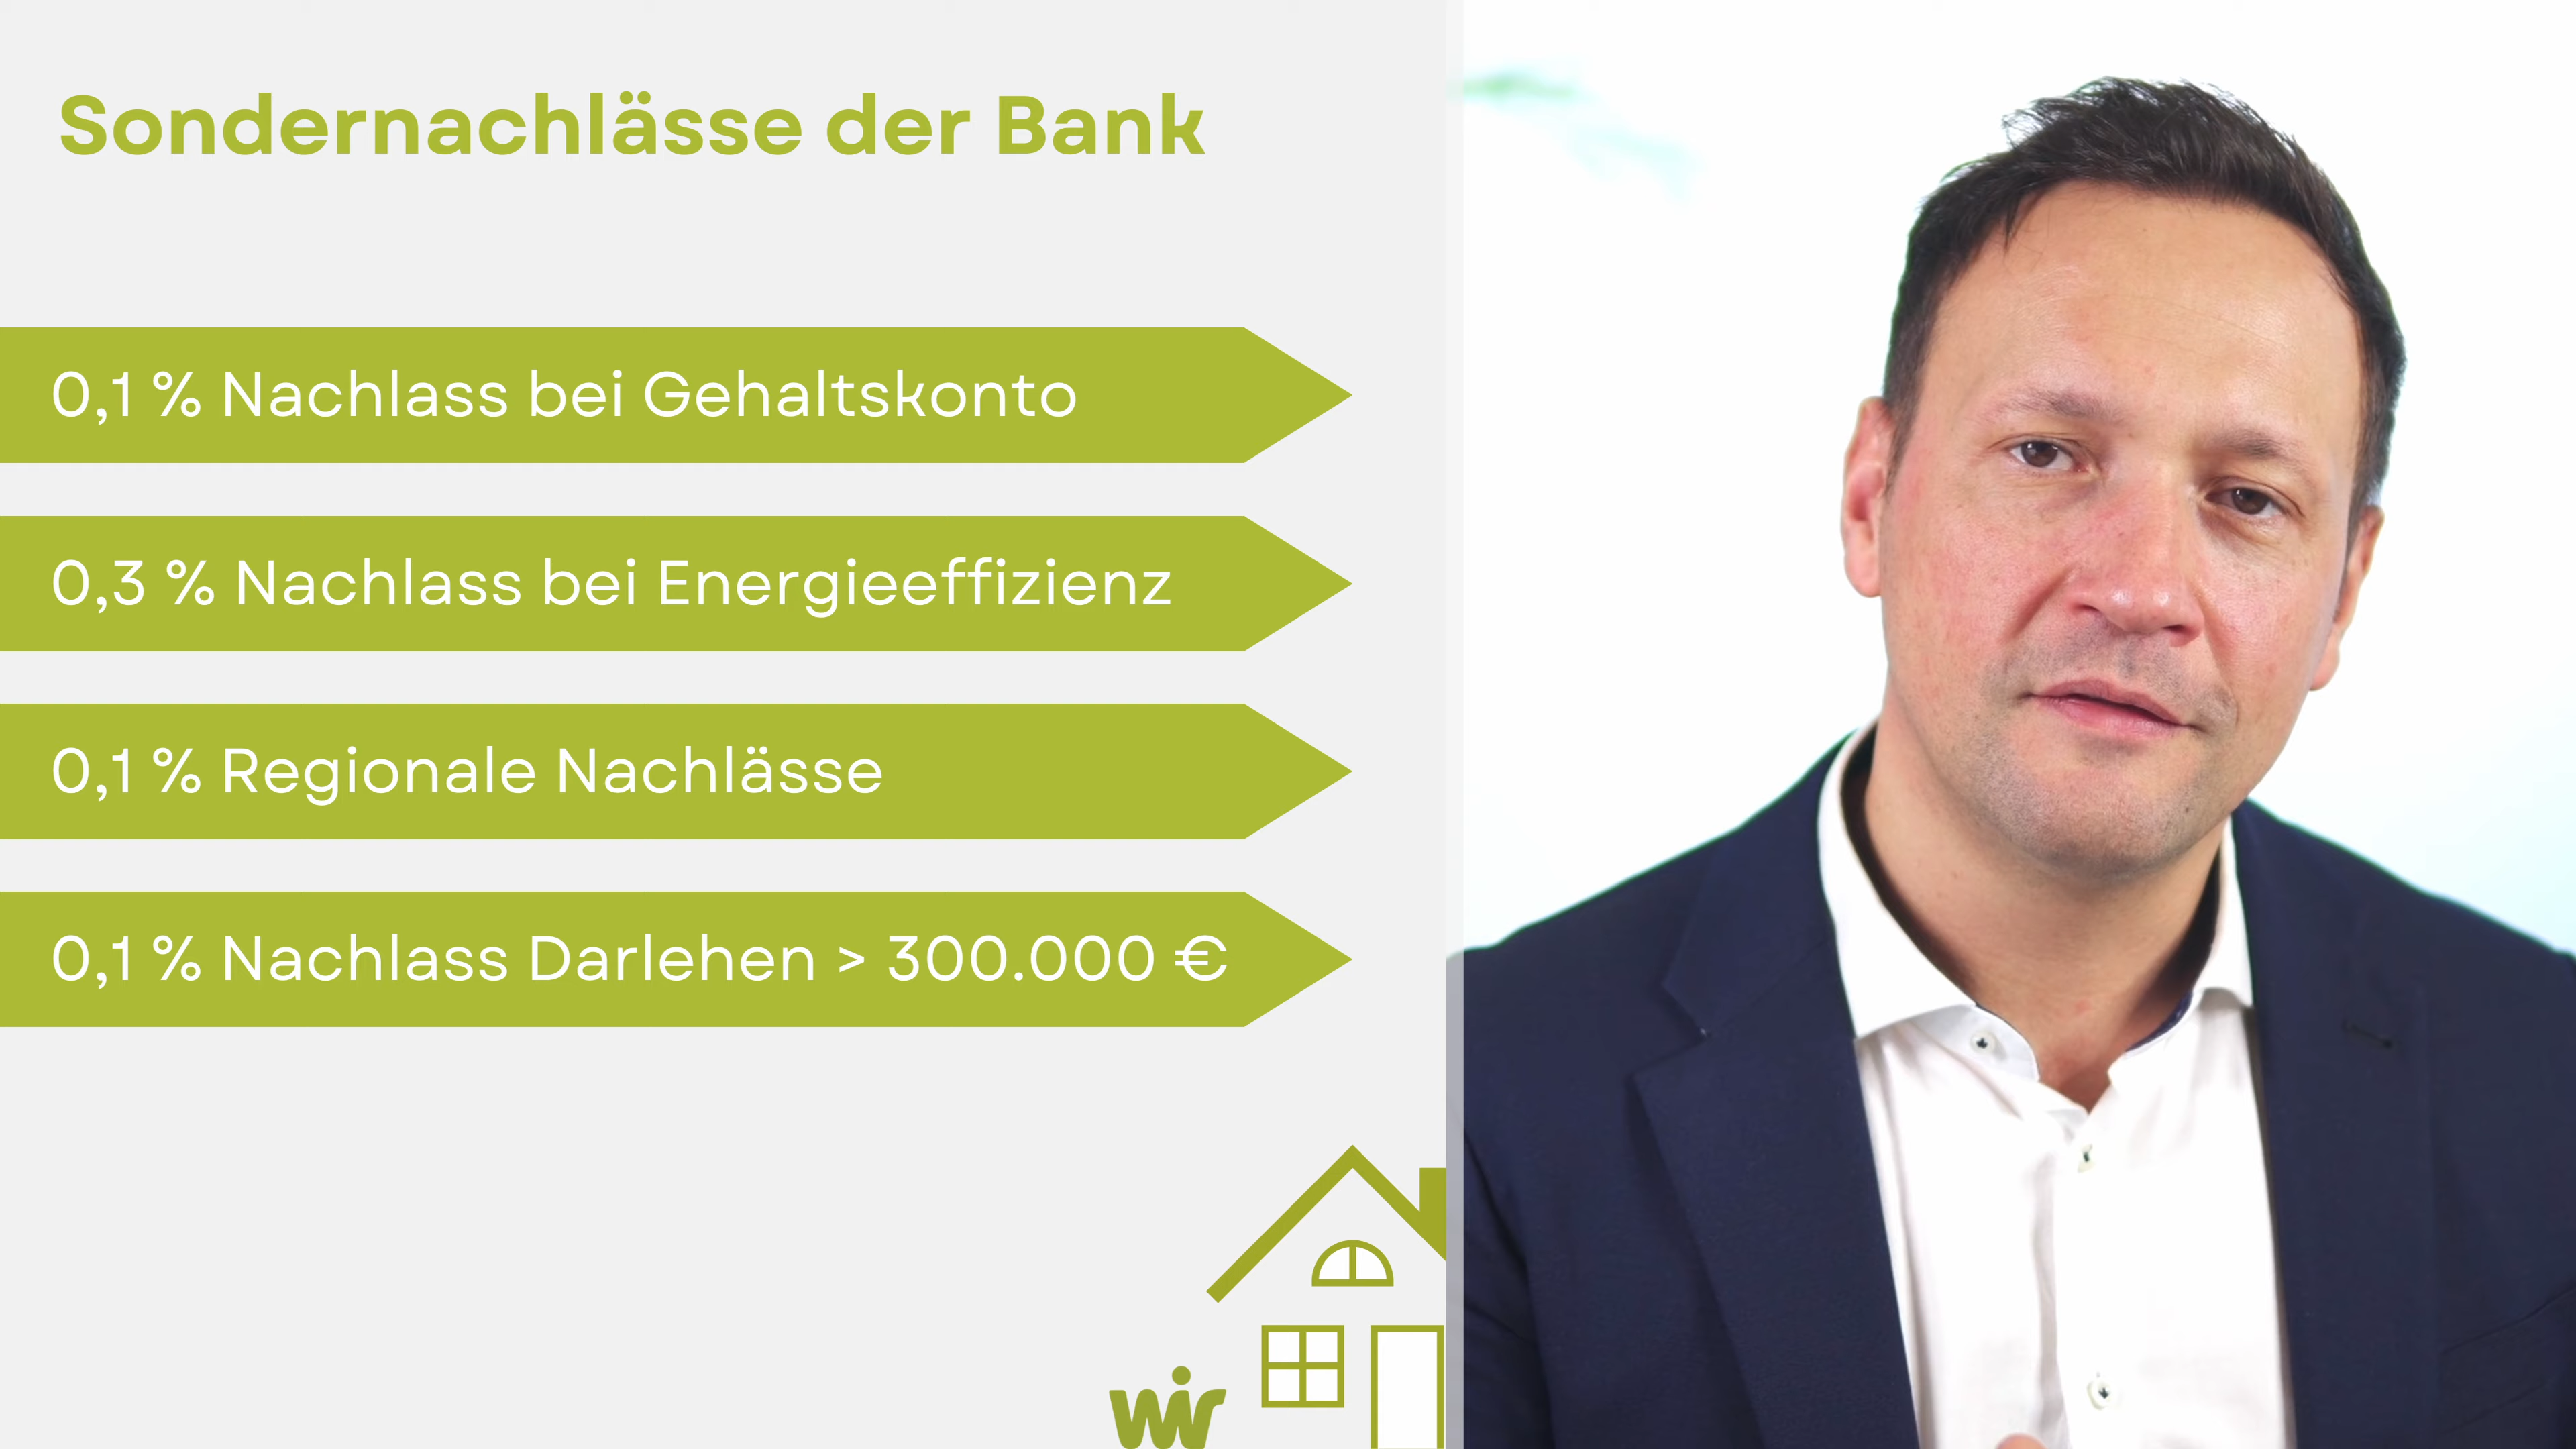 Sondernachlässe der Bank
0,1 % Nachlass bei Gehaltskonto
0,3 % Nachlass bei Energieeffizienz
0,1 % Regionale Nachlässe
0,1 % Nachlass Darlehen > 300.000 €
wir